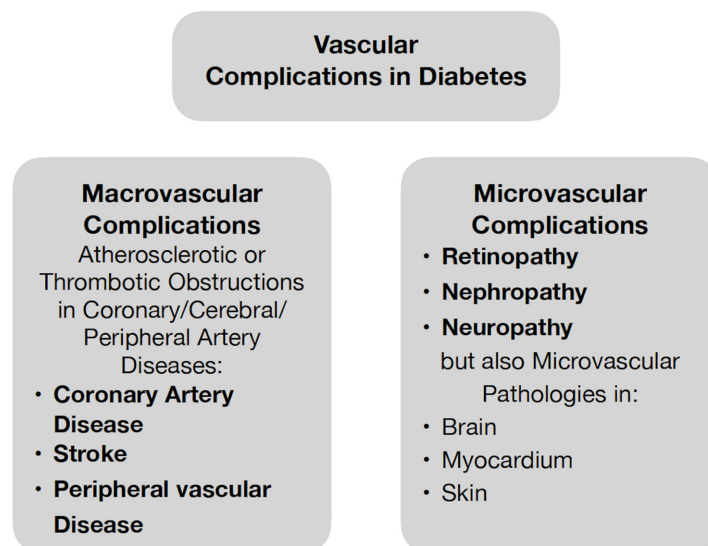 Vascular
Complications in Diabetes
Macrovascular
Complications
Atherosclerotic or
Thrombotic Obstructions
in Coronary/Cerebral/
Peripheral Artery
Diseases:
• Coronary Artery
Disease
• Stroke
• Peripheral vascular
Disease
Microvascular
Complications
• Retinopathy
• Nephropathy
• Neuropathy
but also Microvascular
Pathologies in:
• Brain
• Myocardium
• Skin